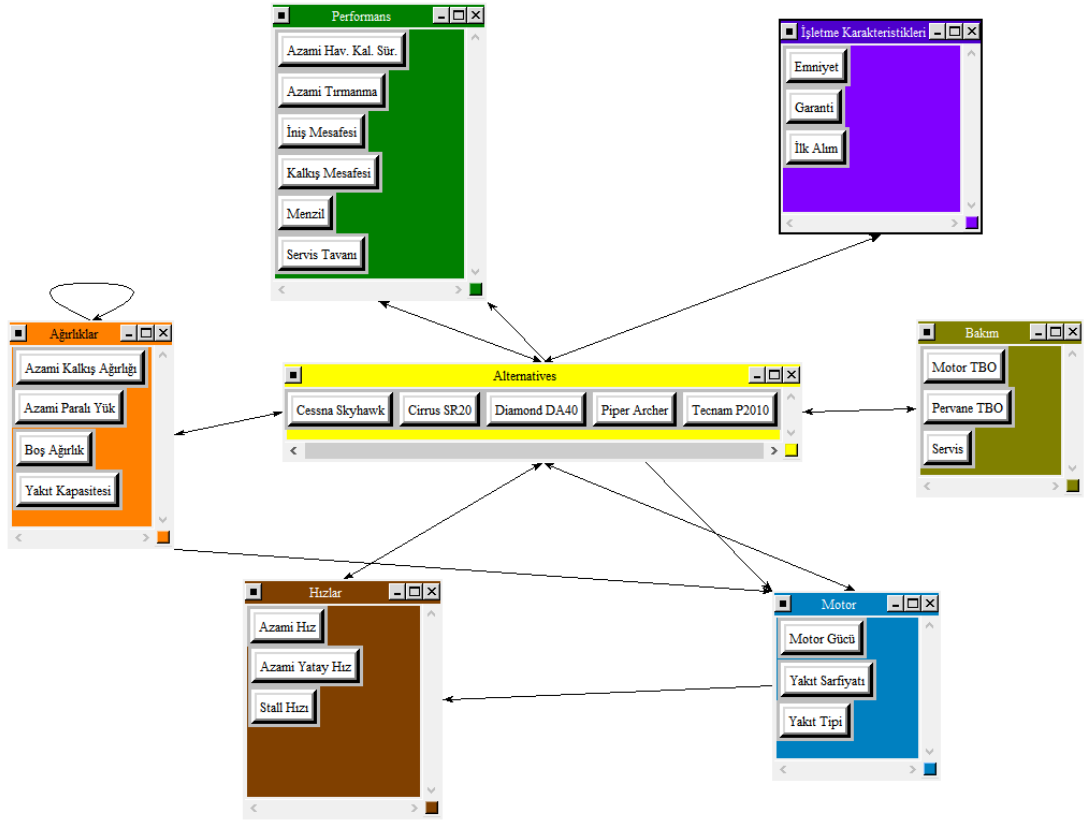 Performans
Azami Hav. Kal. Sür.
Azami Tırmanma
İniş Mesafesi
Kalkış Mesafesi
Menzil
Servis Tavanı
İşletme Karakteristikleri
Emniyet
Garanti
İlk Alım
Ağırlıklar
Azami Kalkış Ağırlığı
Azami Paralı Yük
Boş Ağırlık
Yakıt Kapasitesi
Alternatives
Cessna Skyhawk
Cirrus SR20
Diamond DA40
Piper Archer
Tecnam P2010
Bakım
Motor TBO
Pervane TBO
Servis
Hızlar
Azami Hız
Azami Yatay Hız
Stall Hızı
Motor
Motor Gücü
Yakıt Sarfiyatı
Yakıt Tipi